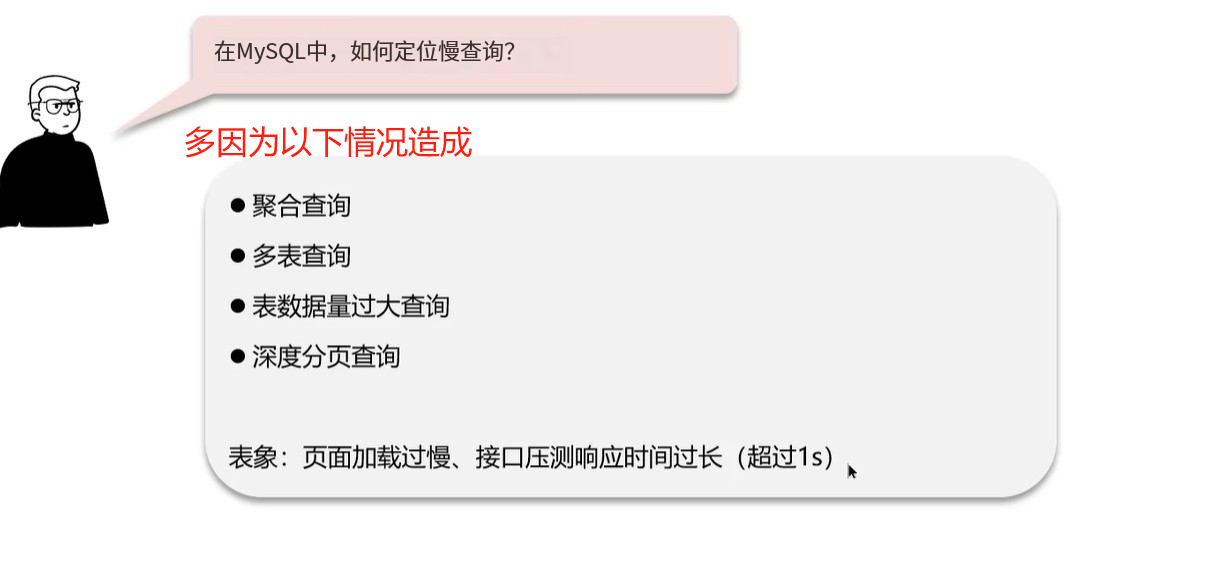 在MySQL中，如何定位慢查询？
多因为以下情况造成
● 聚合查询
● 多表查询
● 表数据量过大查询
● 深度分页查询
表象：页面加载过慢、接口压测响应时间过长（超过1s）